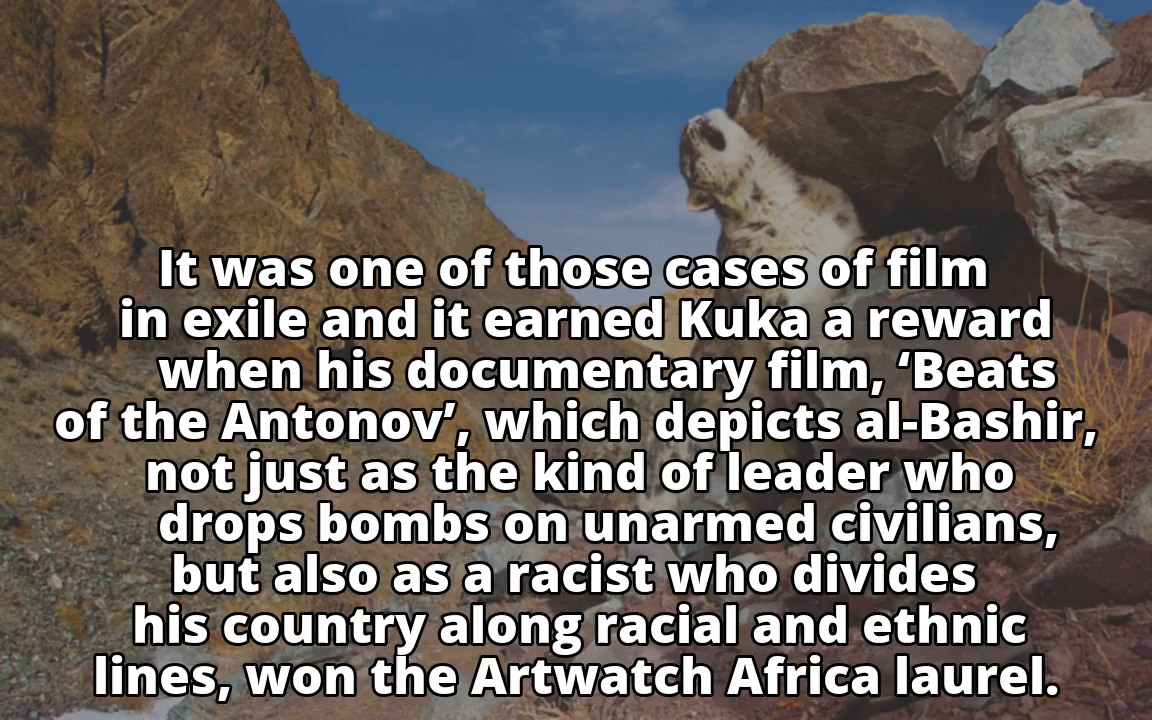 It was one of those cases of film
in exile and it earned Kuka a reward
when his documentary film, ‘Beats
of the Antonov’, which depicts al-Bashir,
not just as the kind of leader who
drops bombs on unarmed civilians,
but also as a racist who divides
his country along racial and ethnic
lines, won the Artwatch Africa laurel.